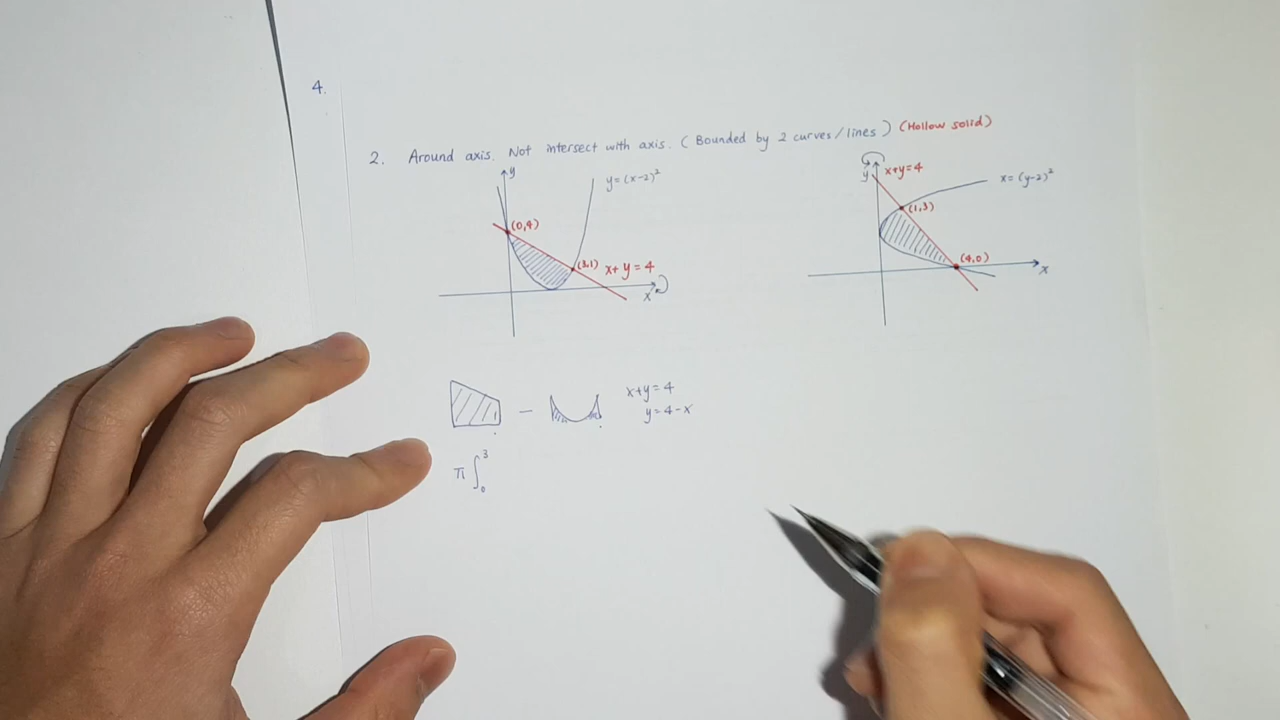 4.
2. Around axis. Not intersect with axis. (Bounded by 2 curves/lines) (Hollow solid)
y
y=(x-2)²
(0,4)
(3,1)
x+y=4
x
y
x+y=4
x=(y-2)²
(1,3)
(4,0)
x
−
x+y=4
y=4-x
π∫₀³